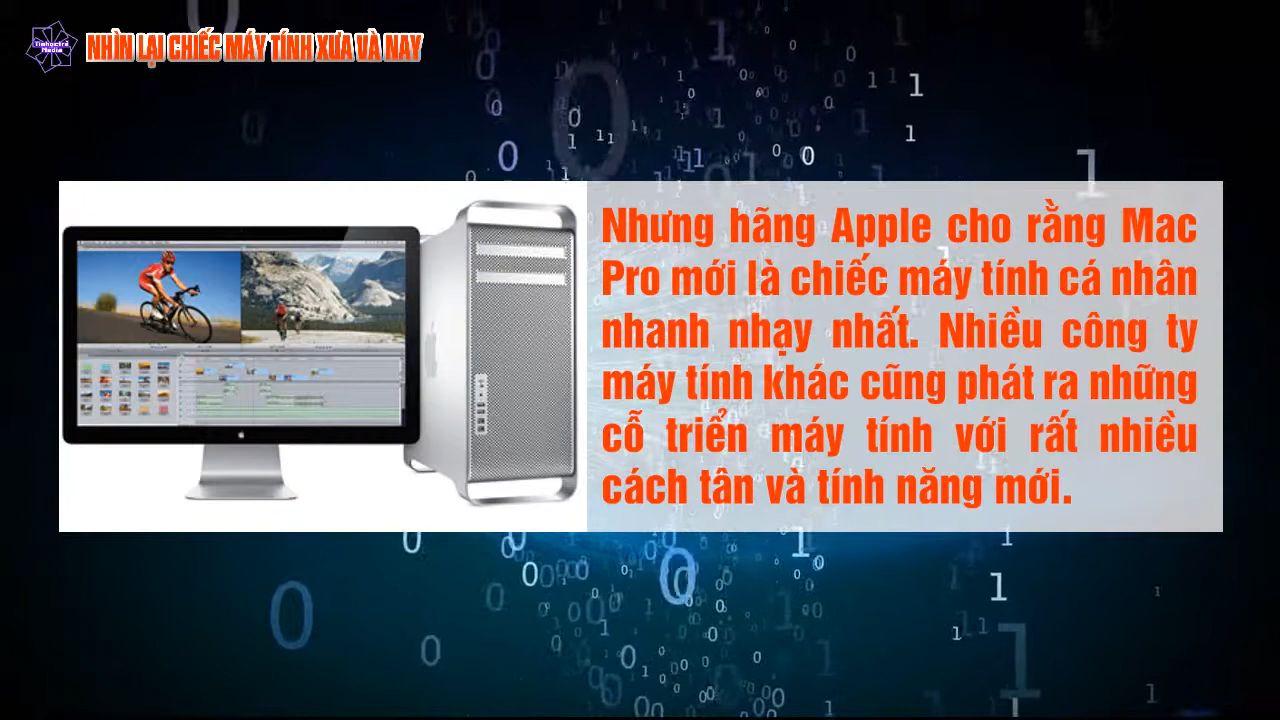 Tinhoctre
Media
NHÌN LẠI CHIẾC MÁY TÍNH XƯA VÀ NAY
Nhưng hãng Apple cho rằng Mac
Pro mới là chiếc máy tính cá nhân
nhanh nhạy nhất. Nhiều công ty
máy tính khác cũng phát ra những
cỗ triển máy tính với rất nhiều
cách tân và tính năng mới.